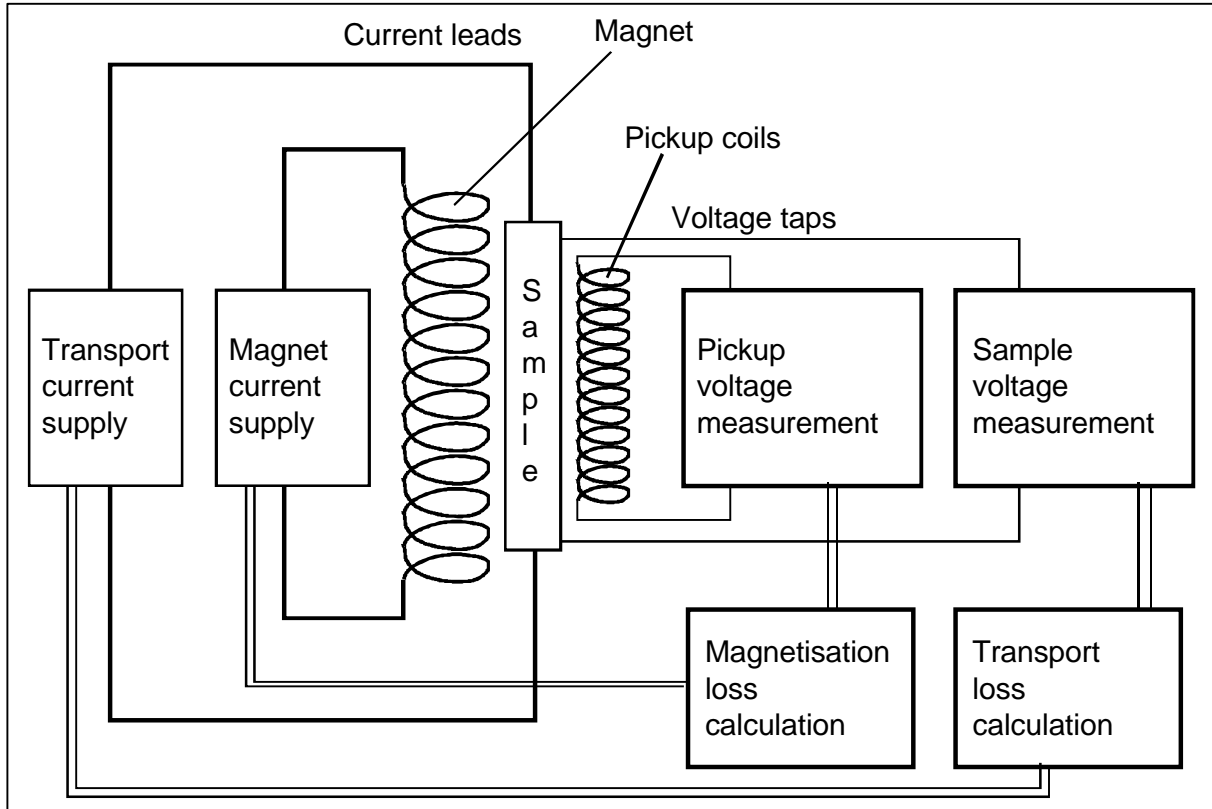 Current leads
Magnet
Pickup coils
Voltage taps
Transport
current
supply
Magnet
current
supply
S
a
m
p
l
e
Pickup
voltage
measurement
Sample
voltage
measurement
Magnetisation
loss
calculation
Transport
loss
calculation